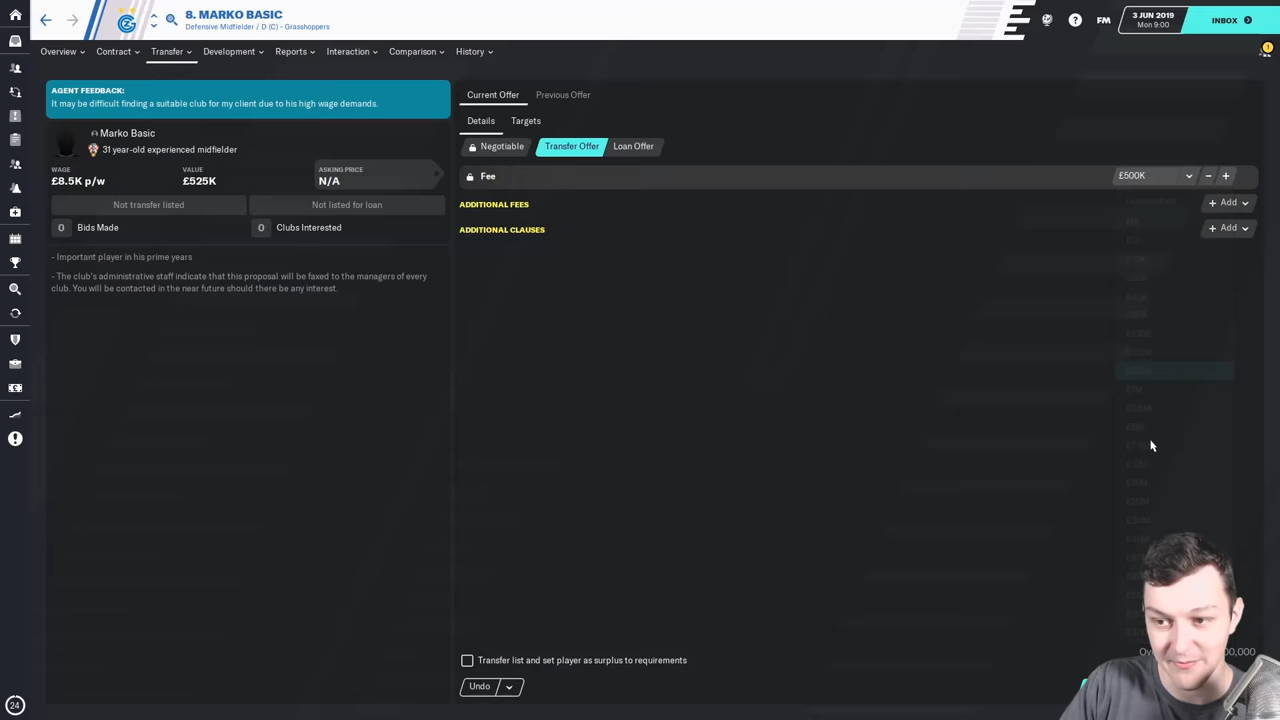 8. MARKO BASIC
Defensive Midfielder / D (C) - Grasshoppers
FM
3 JUN 2019
Mon 9:00
INBOX
1
Overview
Contract
Transfer
Development
Reports
Interaction
Comparison
History
AGENT FEEDBACK:
It may be difficult finding a suitable club for my client due to his high wage demands.
Marko Basic
31 year-old experienced midfielder
WAGE
£8.5K p/w
VALUE
£525K
ASKING PRICE
N/A
Not transfer listed
Not listed for loan
0 Bids Made
0 Clubs Interested
- Important player in his prime years
- The club's administrative staff indicate that this proposal will be faxed to the managers of every
club. You will be contacted in the near future should there be any interest.
Current Offer
Previous Offer
Details
Targets
Negotiable
Transfer Offer
Loan Offer
Fee
£500K
ADDITIONAL FEES
Add
ADDITIONAL CLAUSES
Add
Transfer list and set player as surplus to requirements
Undo
24